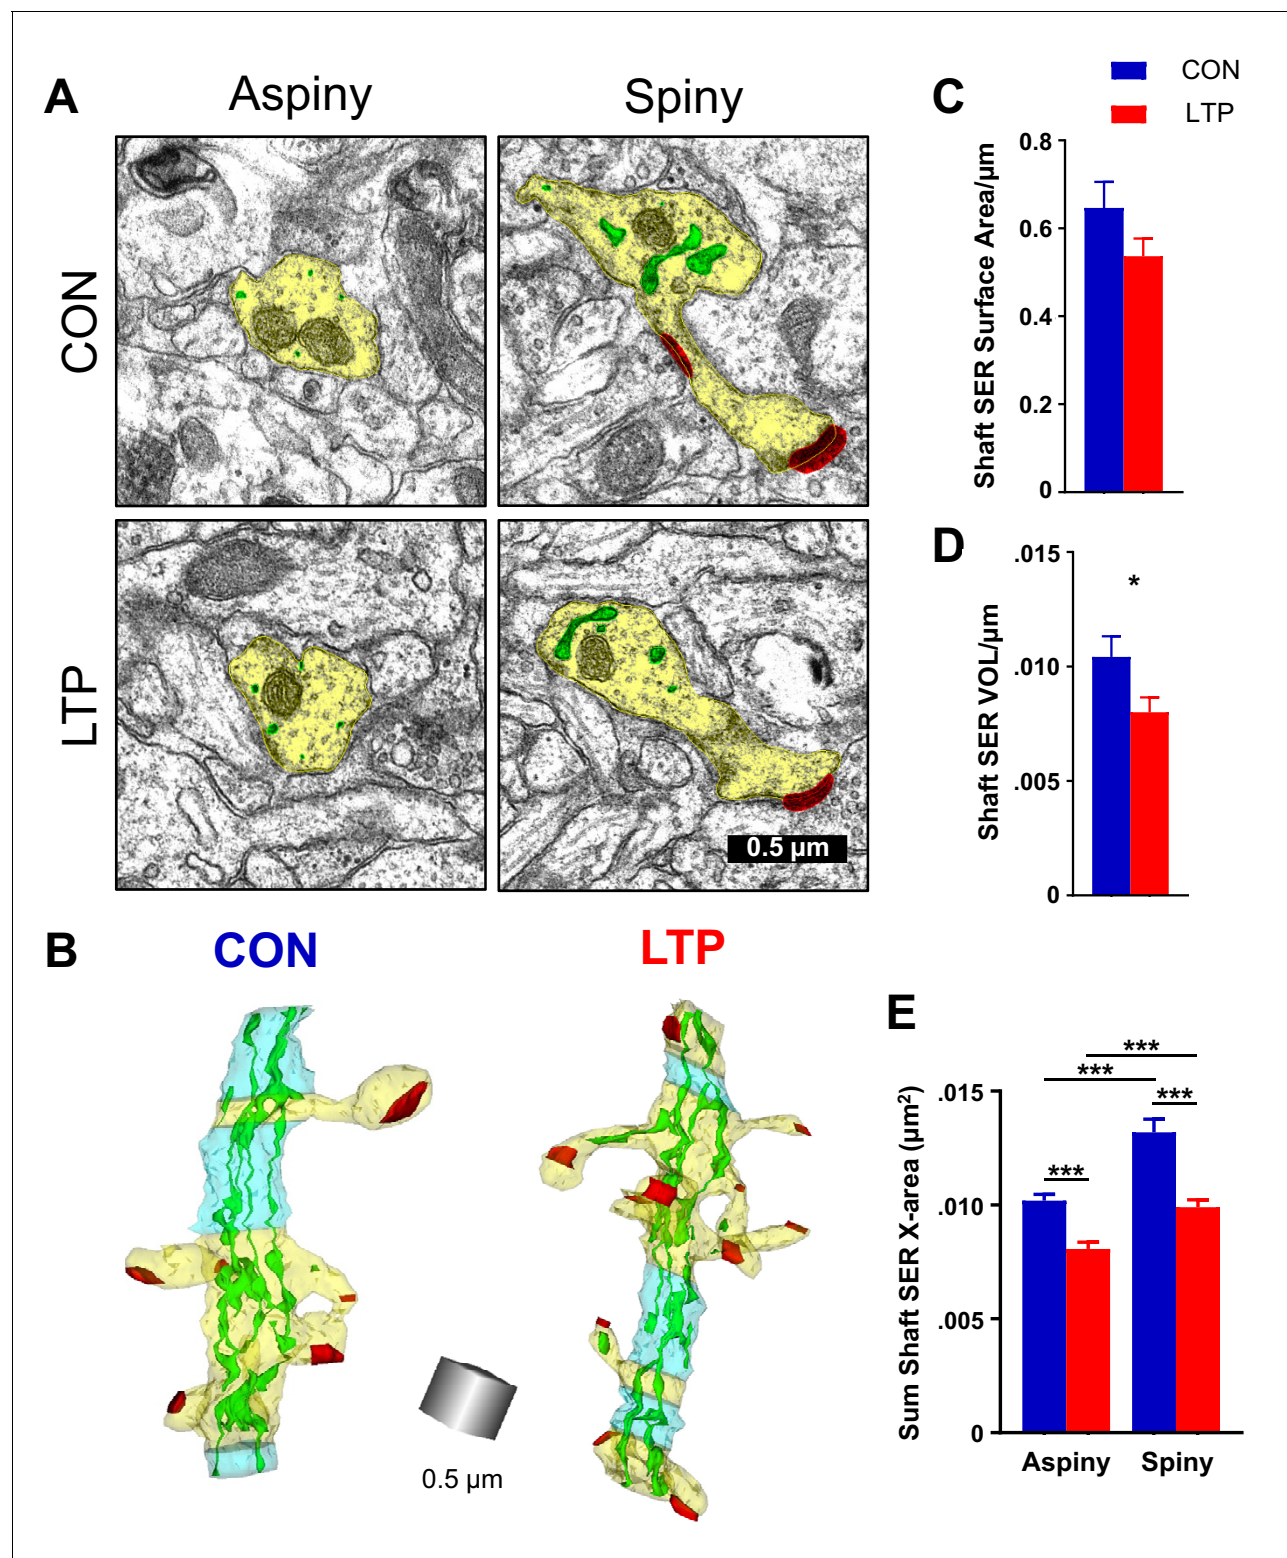 A
Aspiny
Spiny
CON
LTP
0.5 µm
B
CON
LTP
0.5 µm
C
CON
LTP
Shaft SER Surface Area/µm
0.8
0.6
0.4
0.2
0
D
Shaft SER VOL/µm
.015
.010
.005
0
*
E
Sum Shaft SER X-area (µm²)
.015
.010
.005
0
***
***
***
***
Aspiny
Spiny